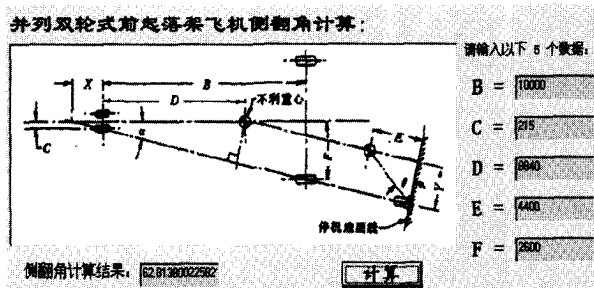 并列双轮式前起落架飞机侧翻角计算：
请输入以下 6 个数据：
X
B
D
不利重心
C
α
F
E
β
Y
停机地面线
B = 10000
C = 215
D = 8840
E = 4400
F = 2600
侧翻角计算结果： 62.81380022582
计算